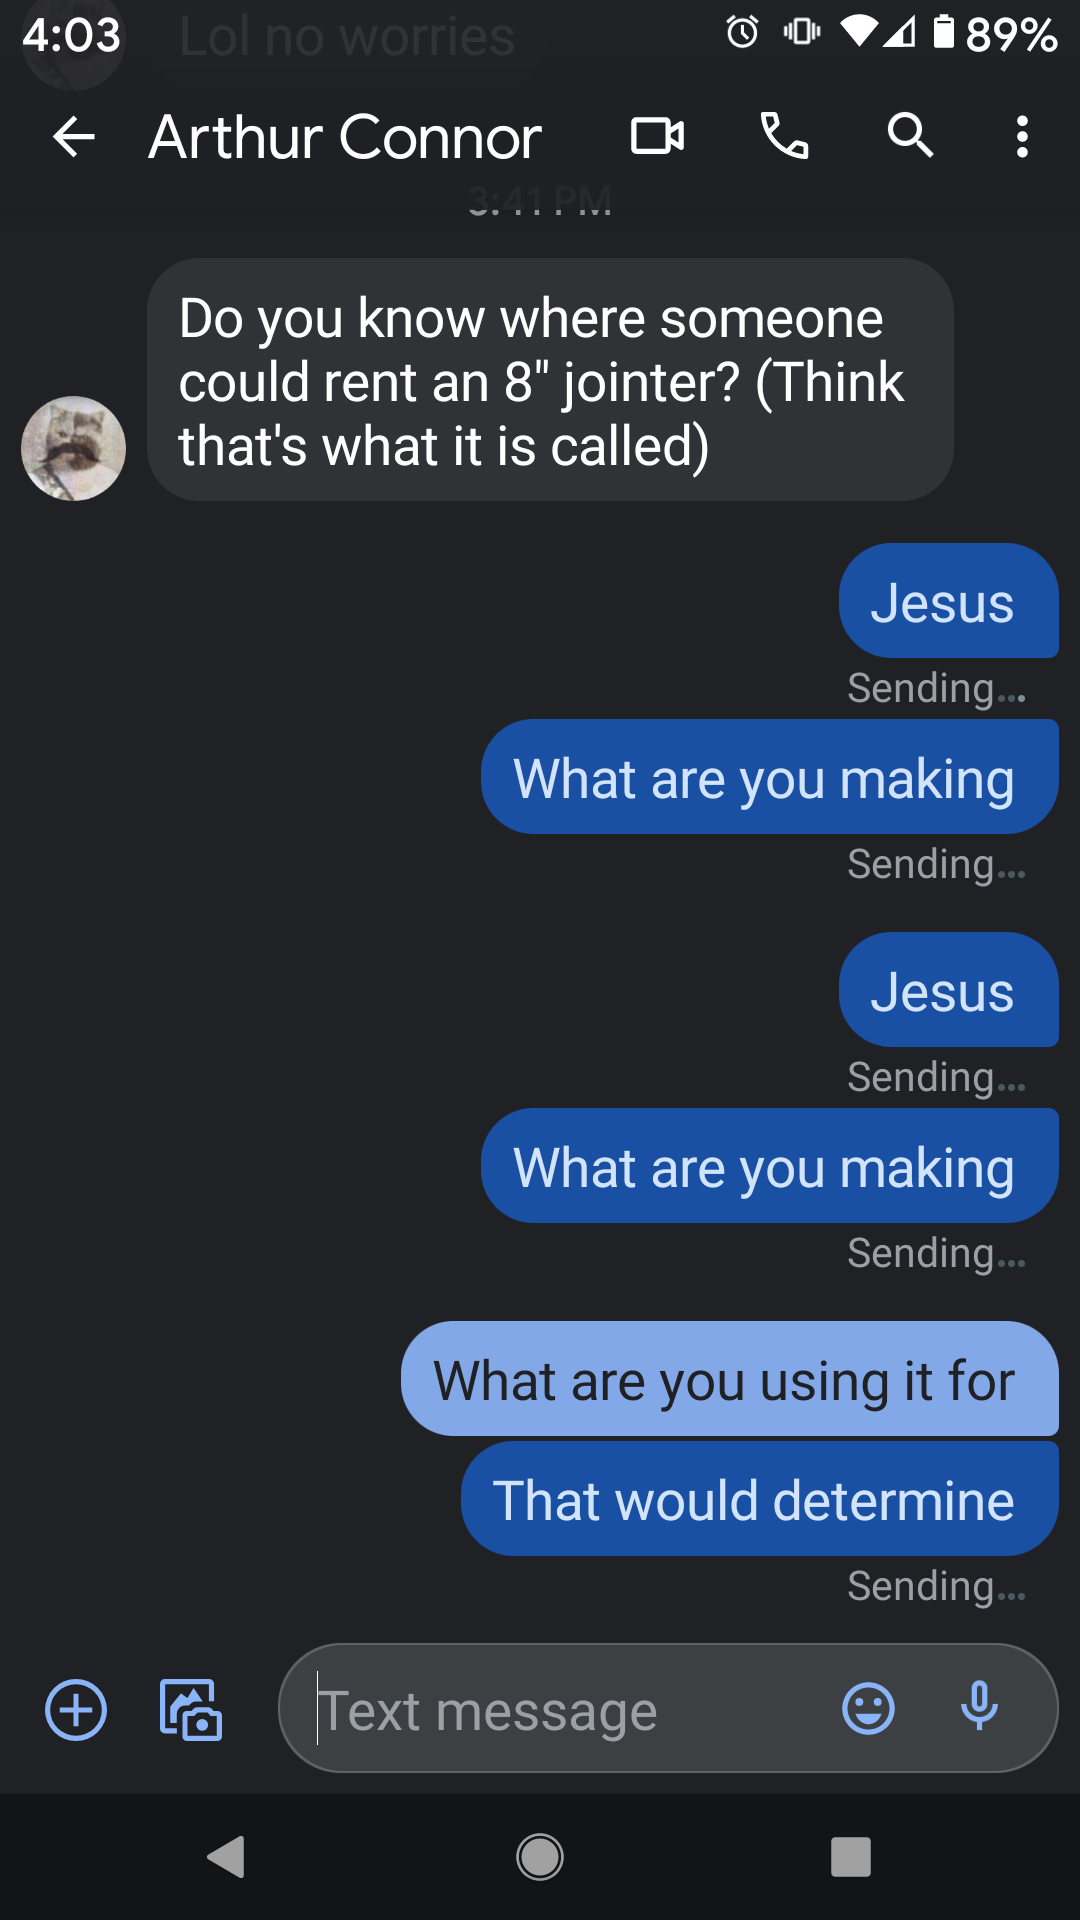 4:03
89%
Lol no worries
Arthur Connor
3:41 PM
Do you know where someone
could rent an 8" jointer? (Think
that's what it is called)
Jesus
Sending...
What are you making
Sending...
Jesus
Sending...
What are you making
Sending...
What are you using it for
That would determine
Sending...
Text message